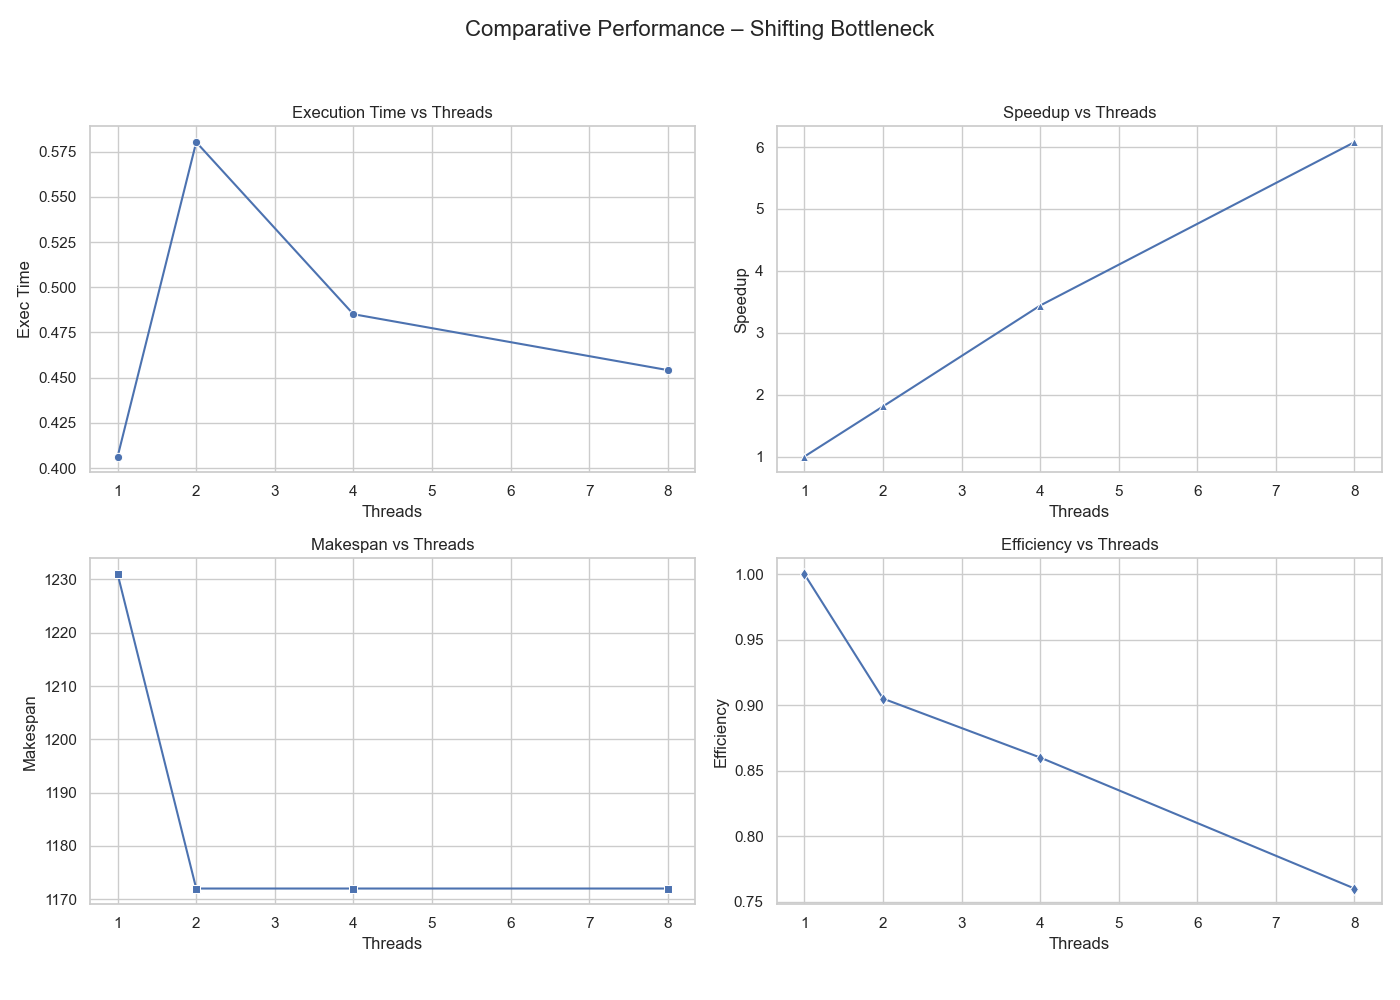 Comparative Performance – Shifting Bottleneck
Execution Time vs Threads
Exec Time
0.575
0.550
0.525
0.500
0.475
0.450
0.425
0.400
1 2 3 4 5 6 7 8
Threads
Speedup vs Threads
Speedup
6
5
4
3
2
1
1 2 3 4 5 6 7 8
Threads
Makespan vs Threads
Makespan
1230
1220
1210
1200
1190
1180
1170
1 2 3 4 5 6 7 8
Threads
Efficiency vs Threads
Efficiency
1.00
0.95
0.90
0.85
0.80
0.75
1 2 3 4 5 6 7 8
Threads